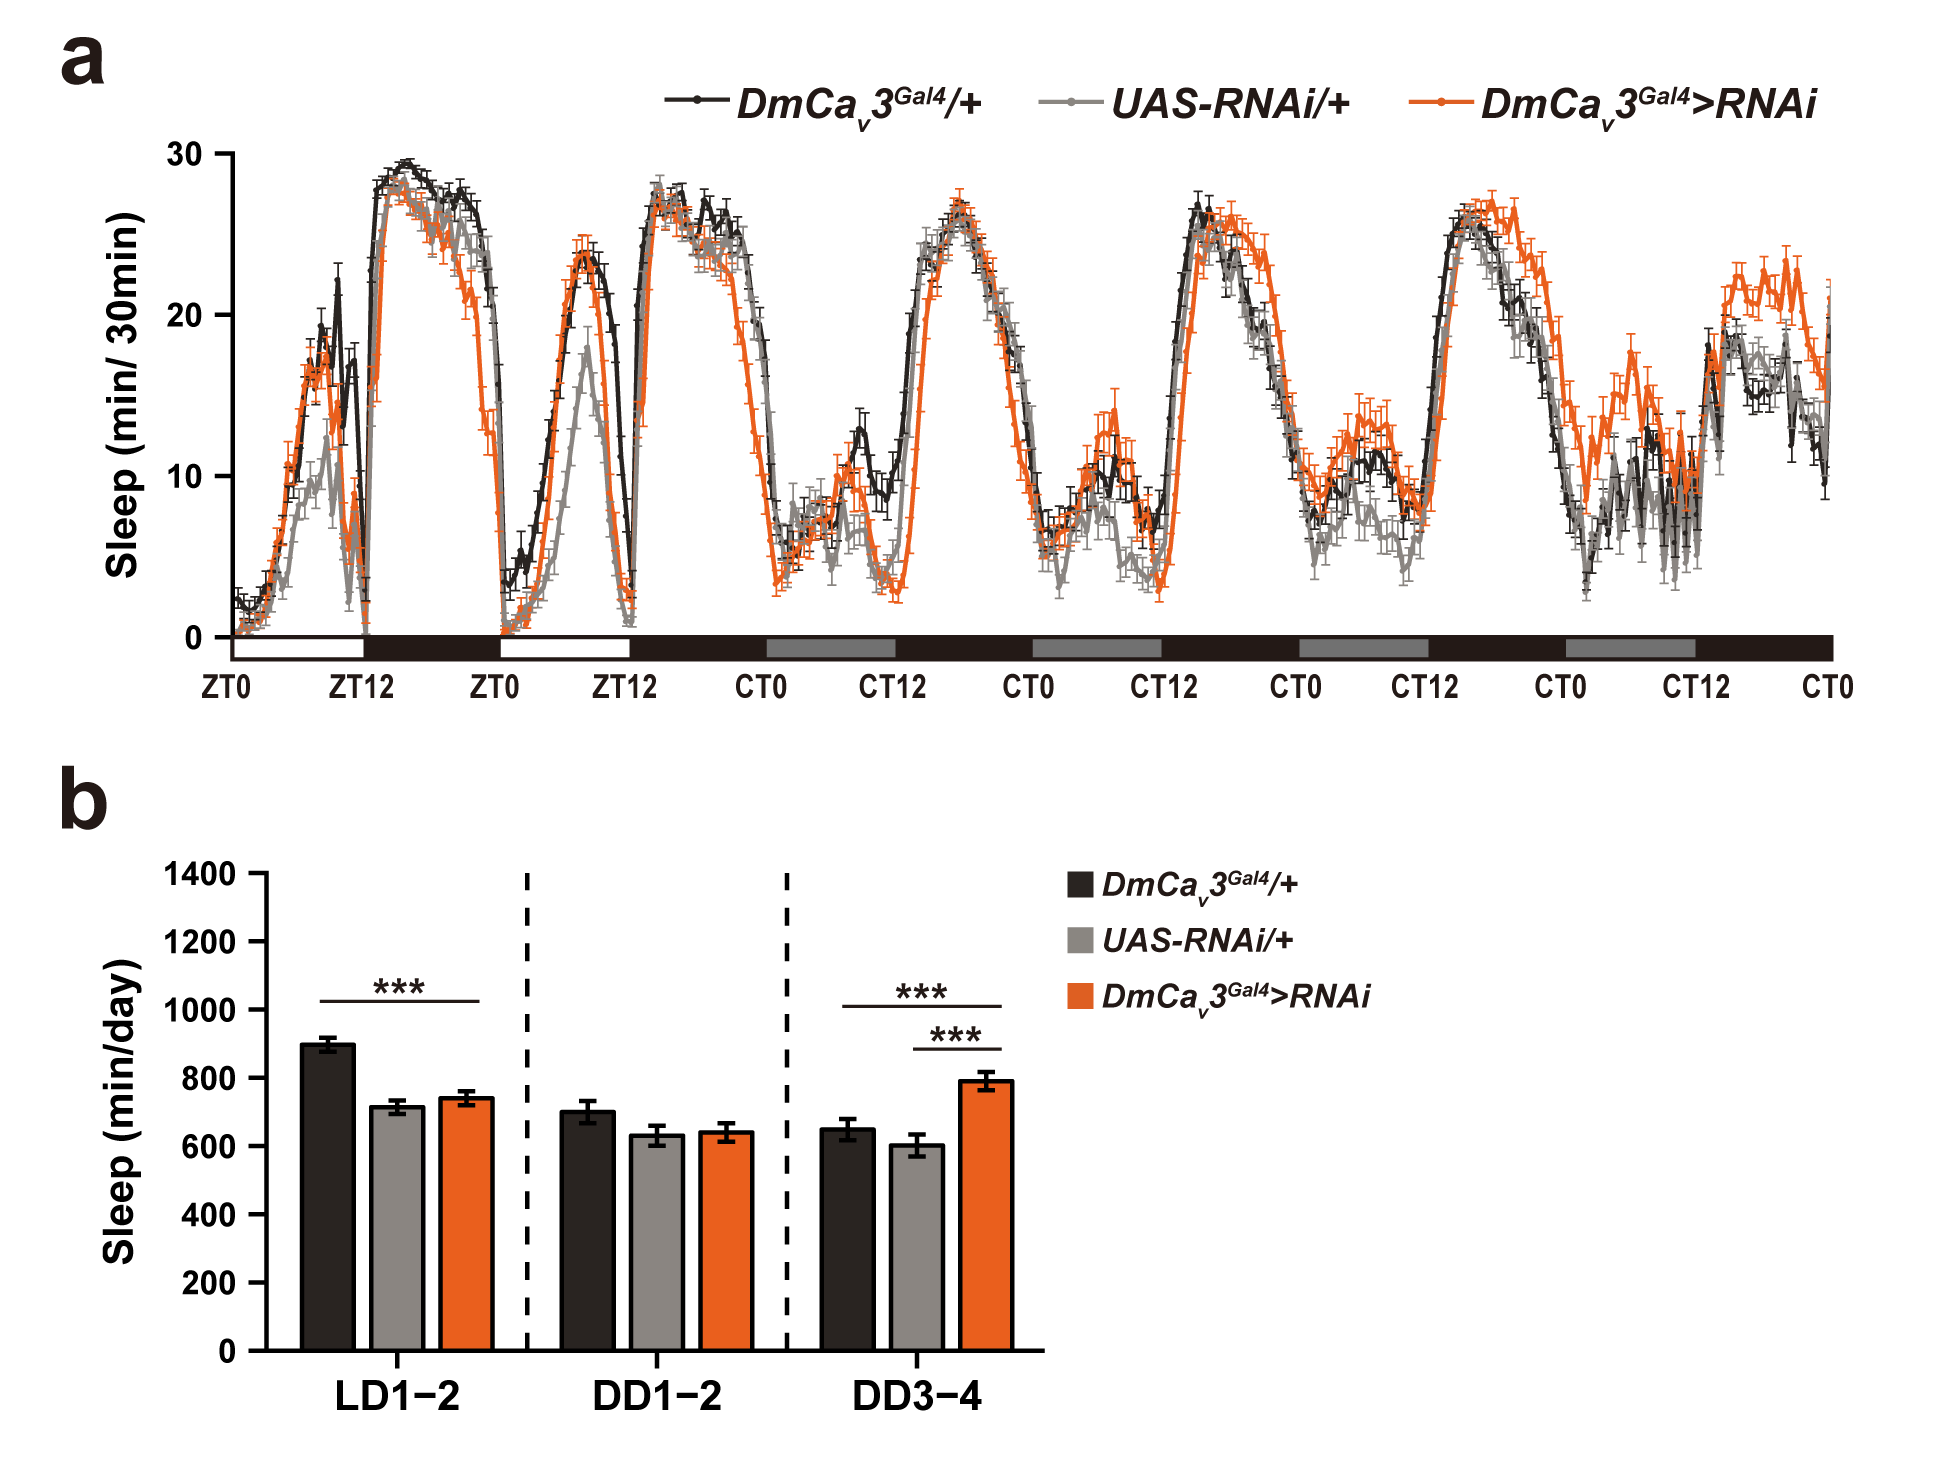 a
DmCav3Gal4/+ UAS-RNAi/+ DmCav3Gal4>RNAi
Sleep (min/ 30min)
30
20
10
0
ZT0 ZT12 ZT0 ZT12 CT0 CT12 CT0 CT12 CT0 CT12 CT0 CT12 CT0
b
Sleep (min/day)
1400
1200
1000
800
600
400
200
0
***
***
***
LD1−2 DD1−2 DD3−4
DmCav3Gal4/+
UAS-RNAi/+
DmCav3Gal4>RNAi